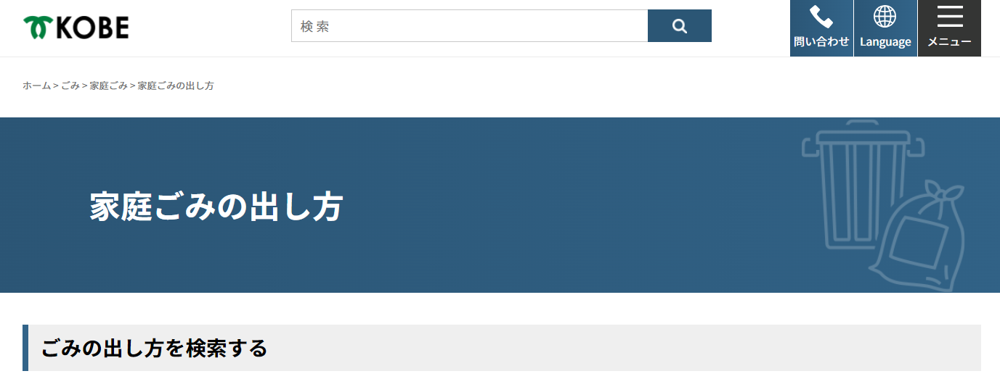 KOBE
検 索
問い合わせ
Language
メニュー
ホーム > ごみ > 家庭ごみ > 家庭ごみの出し方
家庭ごみの出し方
ごみの出し方を検索する